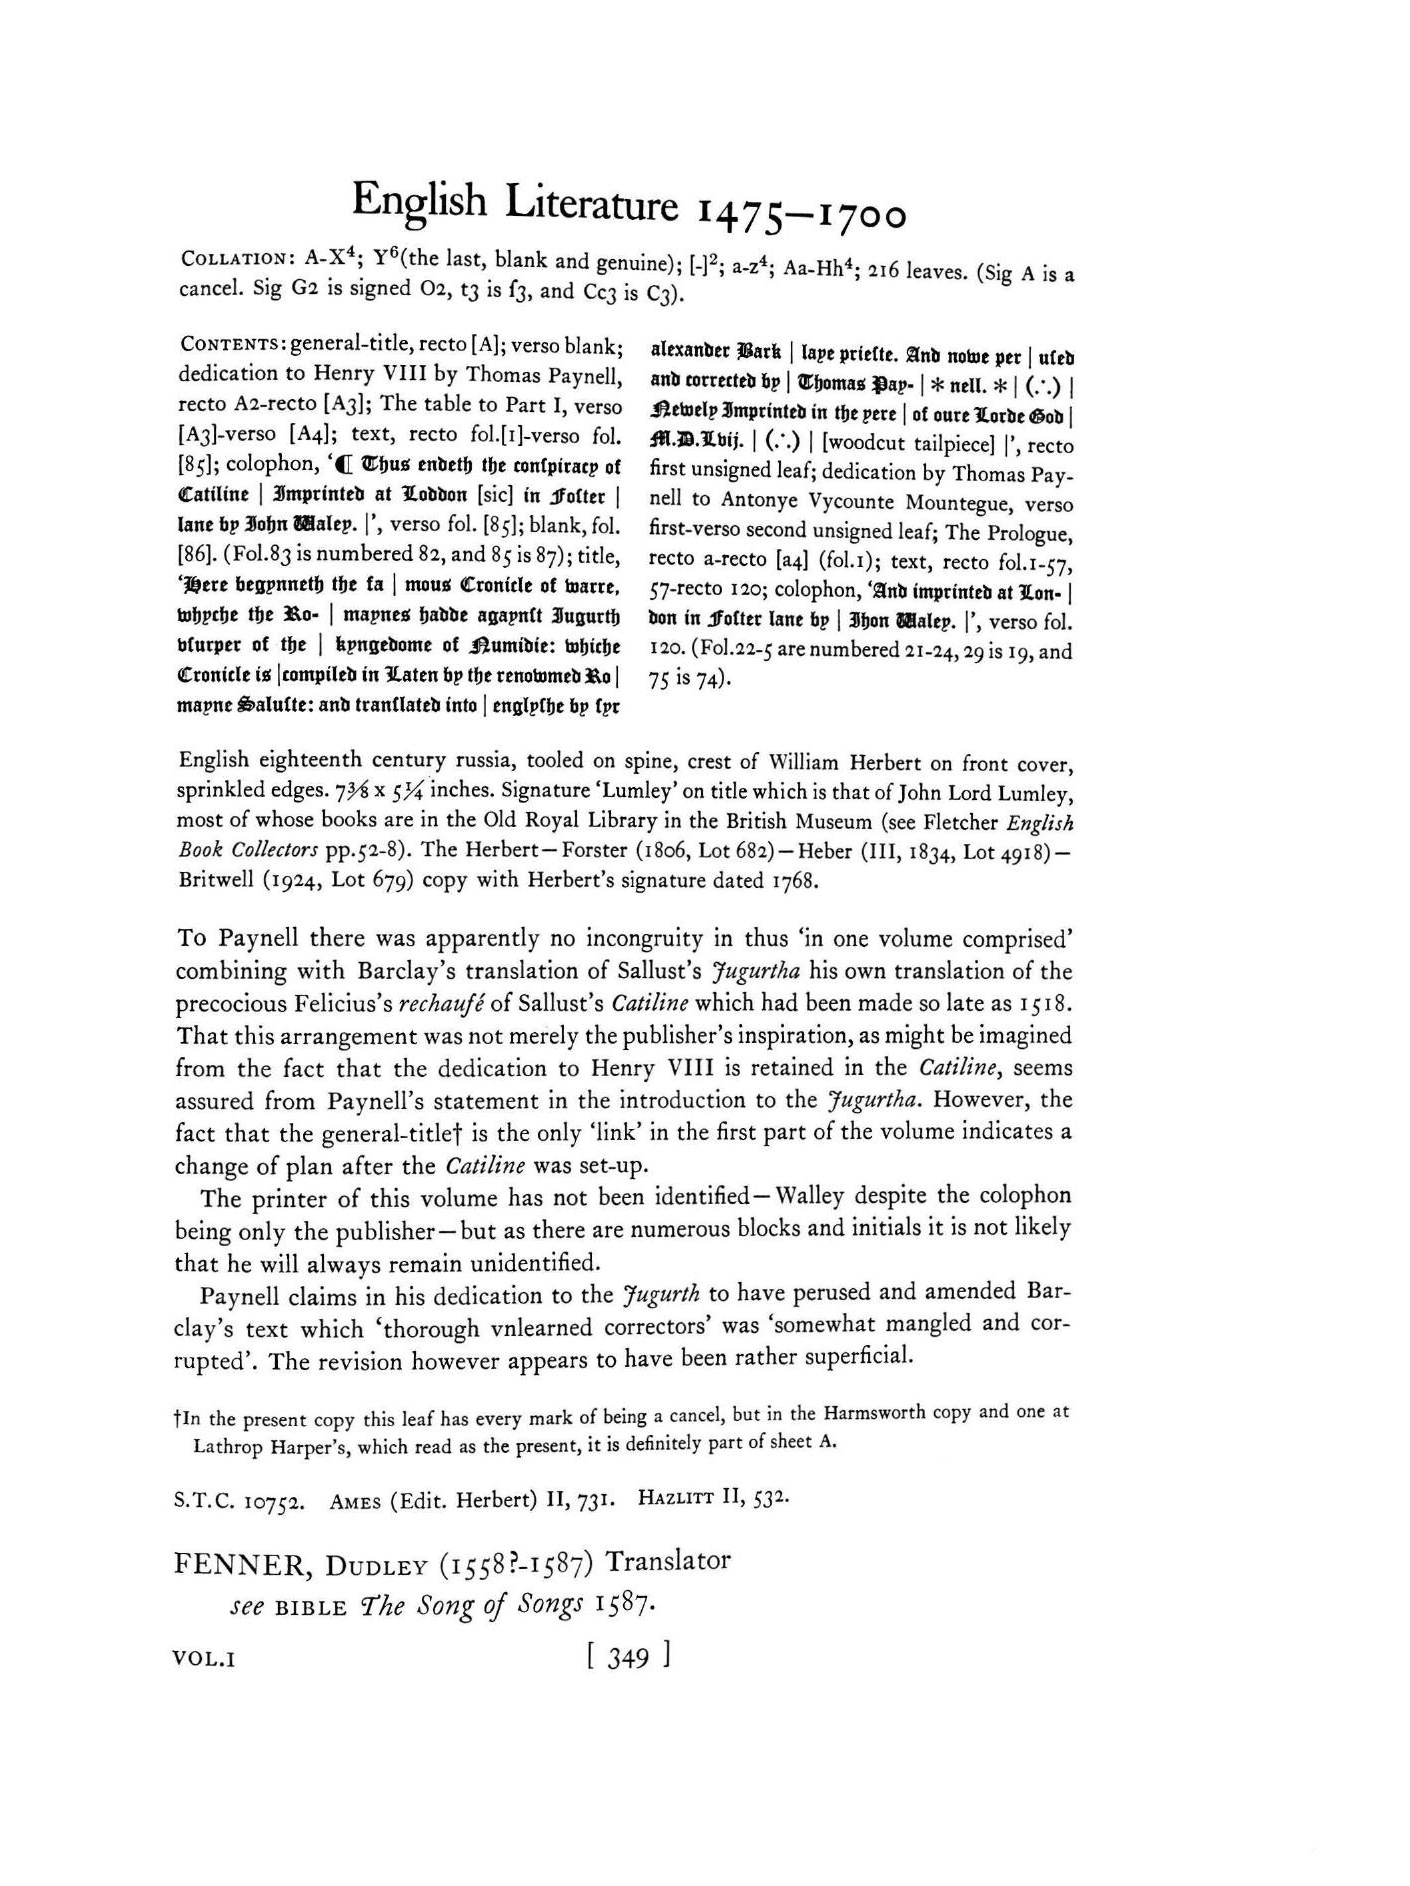 English Literature 1475–1700
COLLATION: A-X⁴; Y⁶(the last, blank and genuine); [-]²; a-z⁴; Aa-Hh⁴; 216 leaves. (Sig A is a
cancel. Sig G2 is signed O2, t3 is ſ3, and Cc3 is C3).
CONTENTS: general-title, recto [A]; verso blank;
dedication to Henry VIII by Thomas Paynell,
recto A2-recto [A3]; The table to Part I, verso
[A3]-verso [A4]; text, recto fol.[1]-verso fol.
[85]; colophon, ‘¶ Thus endeth the conſpiracy of
Catiline | Imprinted at Loddon [sic] in Foſter |
lane by John Waley. |’, verso fol. [85]; blank, fol.
[86]. (Fol.83 is numbered 82, and 85 is 87); title,
‘Here begynneth the fa | mous Cronicle of warre,
whyche the Ro- | maynes hadde agaynſt Iugurth
vſurper of the | kyngedome of Numidie: whiche
Cronicle is |compiled in Laten by the renowmed Ro |
mayne Saluſte: and tranſlated into | englyſhe by ſyr
alexander Bark | laye prieſte. And nowe per | uſed
and corrected by | Thomas Pay- | * nell. * | (∴) |
Newely Imprinted in the yere | of oure Lorde God |
M.D.Lvij. | (∴) | [woodcut tailpiece] |’, recto
first unsigned leaf; dedication by Thomas Pay-
nell to Antonye Vycounte Mountegue, verso
first-verso second unsigned leaf; The Prologue,
recto a-recto [a4] (fol.1); text, recto fol.1-57,
57-recto 120; colophon, ‘And imprinted at Lon- |
don in Foſter lane by | Ihon Waley. |’, verso fol.
120. (Fol.22-5 are numbered 21-24, 29 is 19, and
75 is 74).
English eighteenth century russia, tooled on spine, crest of William Herbert on front cover,
sprinkled edges. 7⅜ x 5¼ inches. Signature ‘Lumley’ on title which is that of John Lord Lumley,
most of whose books are in the Old Royal Library in the British Museum (see Fletcher English
Book Collectors pp.52-8). The Herbert—Forster (1806, Lot 682)—Heber (III, 1834, Lot 4918)—
Britwell (1924, Lot 679) copy with Herbert’s signature dated 1768.
To Paynell there was apparently no incongruity in thus ‘in one volume comprised’
combining with Barclay’s translation of Sallust’s Jugurtha his own translation of the
precocious Felicius’s rechaufé of Sallust’s Catiline which had been made so late as 1518.
That this arrangement was not merely the publisher’s inspiration, as might be imagined
from the fact that the dedication to Henry VIII is retained in the Catiline, seems
assured from Paynell’s statement in the introduction to the Jugurtha. However, the
fact that the general-title† is the only ‘link’ in the first part of the volume indicates a
change of plan after the Catiline was set-up.
The printer of this volume has not been identified—Walley despite the colophon
being only the publisher—but as there are numerous blocks and initials it is not likely
that he will always remain unidentified.
Paynell claims in his dedication to the Jugurth to have perused and amended Bar-
clay’s text which ‘thorough vnlearned correctors’ was ‘somewhat mangled and cor-
rupted’. The revision however appears to have been rather superficial.
†In the present copy this leaf has every mark of being a cancel, but in the Harmsworth copy and one at
Lathrop Harper’s, which read as the present, it is definitely part of sheet A.
S.T.C. 10752. AMES (Edit. Herbert) II, 731. HAZLITT II, 532.
FENNER, DUDLEY (1558?-1587) Translator
see BIBLE The Song of Songs 1587.
VOL.I [ 349 ]